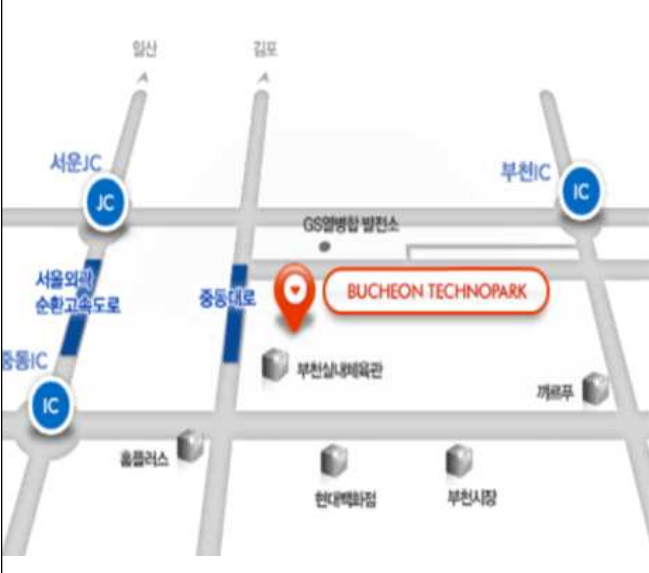 일산
김포
서운JC
JC
부천IC
IC
GS열병합 발전소
서울외곽
순환고속도로
중동대로
BUCHEON TECHNOPARK
중동IC
IC
부천실내체육관
까르푸
홈플러스
현대백화점
부천시장